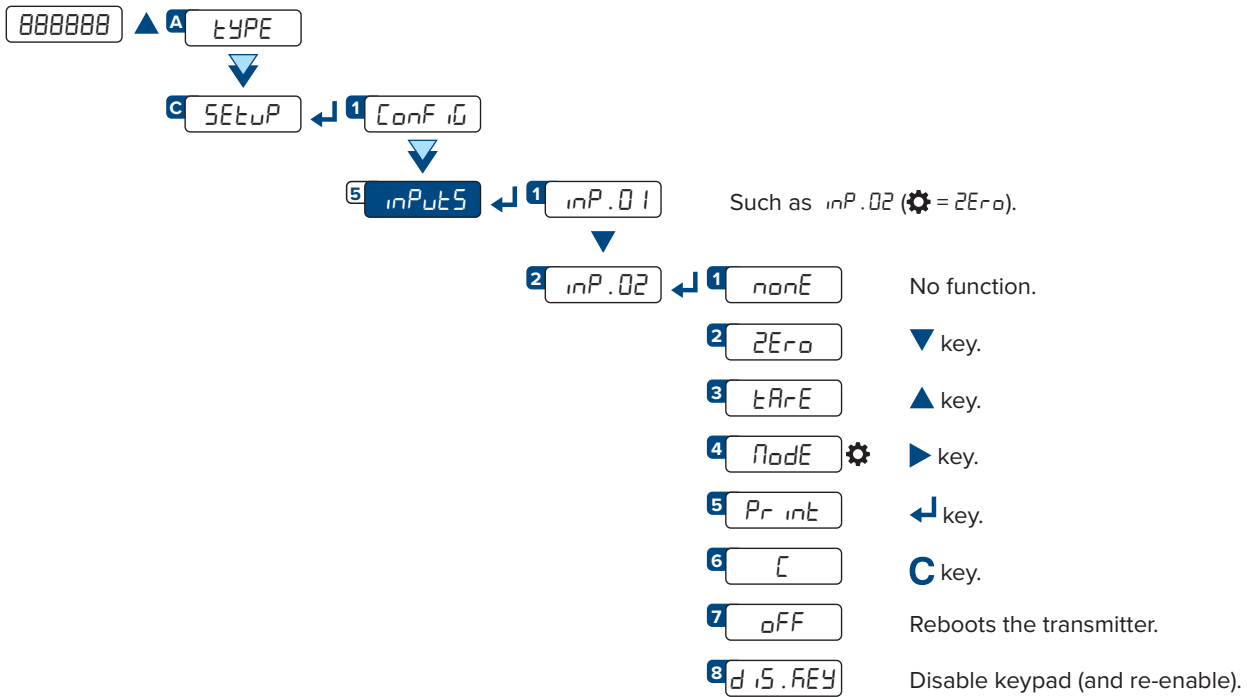 888888 A tYPE
C SEtuP 1 ConFiG
5 inPutS 1 inP.01 Such as inP.02 ( = ZEro).
2 inP.02 1 nonE No function.
2 ZEro key.
3 tArE key.
4 ModE key.
5 Print key.
6 C C key.
7 oFF Reboots the transmitter.
8 diS.KEY Disable keypad (and re-enable).